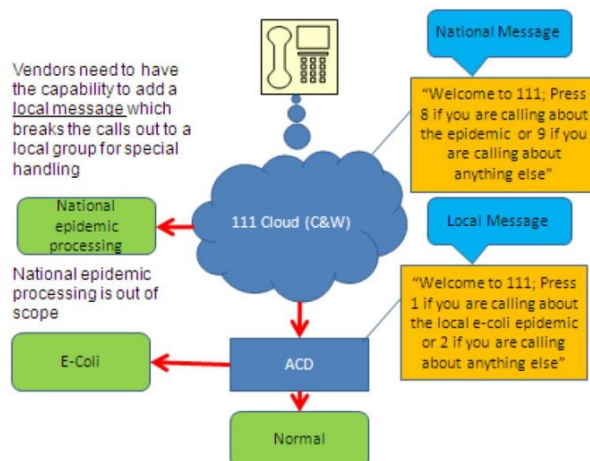 Vendors need to have
the capability to add a
local message which
breaks the calls out to a
local group for special
handling
National Message
"Welcome to 111; Press
8 if you are calling about
the epidemic or 9 if you
are calling about
anything else"
National
epidemic
processing
111 Cloud (C&W)
Local Message
National epidemic
processing is out of
scope
"Welcome to 111; Press
1 if you are calling about
the local e-coli epidemic
or 2 if you are calling
about anything else"
E-Coli
ACD
Normal